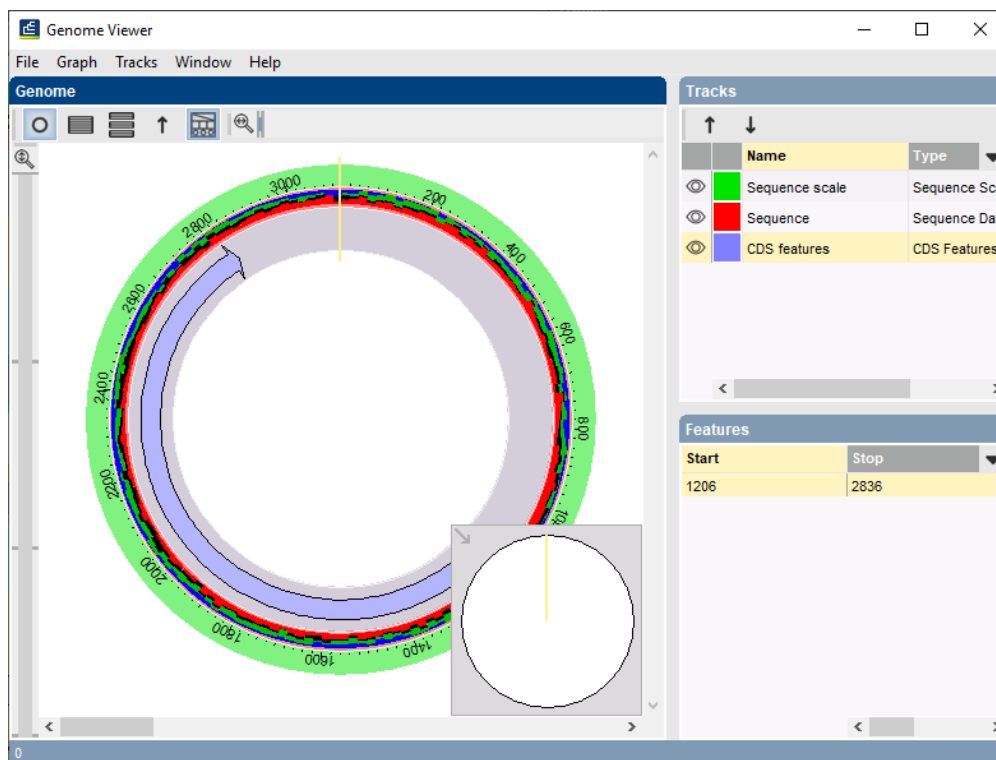 Genome Viewer
File Graph Tracks Window Help
Genome
Tracks
Name Type
Sequence scale Sequence Sc
Sequence Sequence Da
CDS features CDS Features
Features
Start Stop
1206 2836
200
400
600
800
1400
1600
1800
2000
2200
2400
2600
2800
3000
0